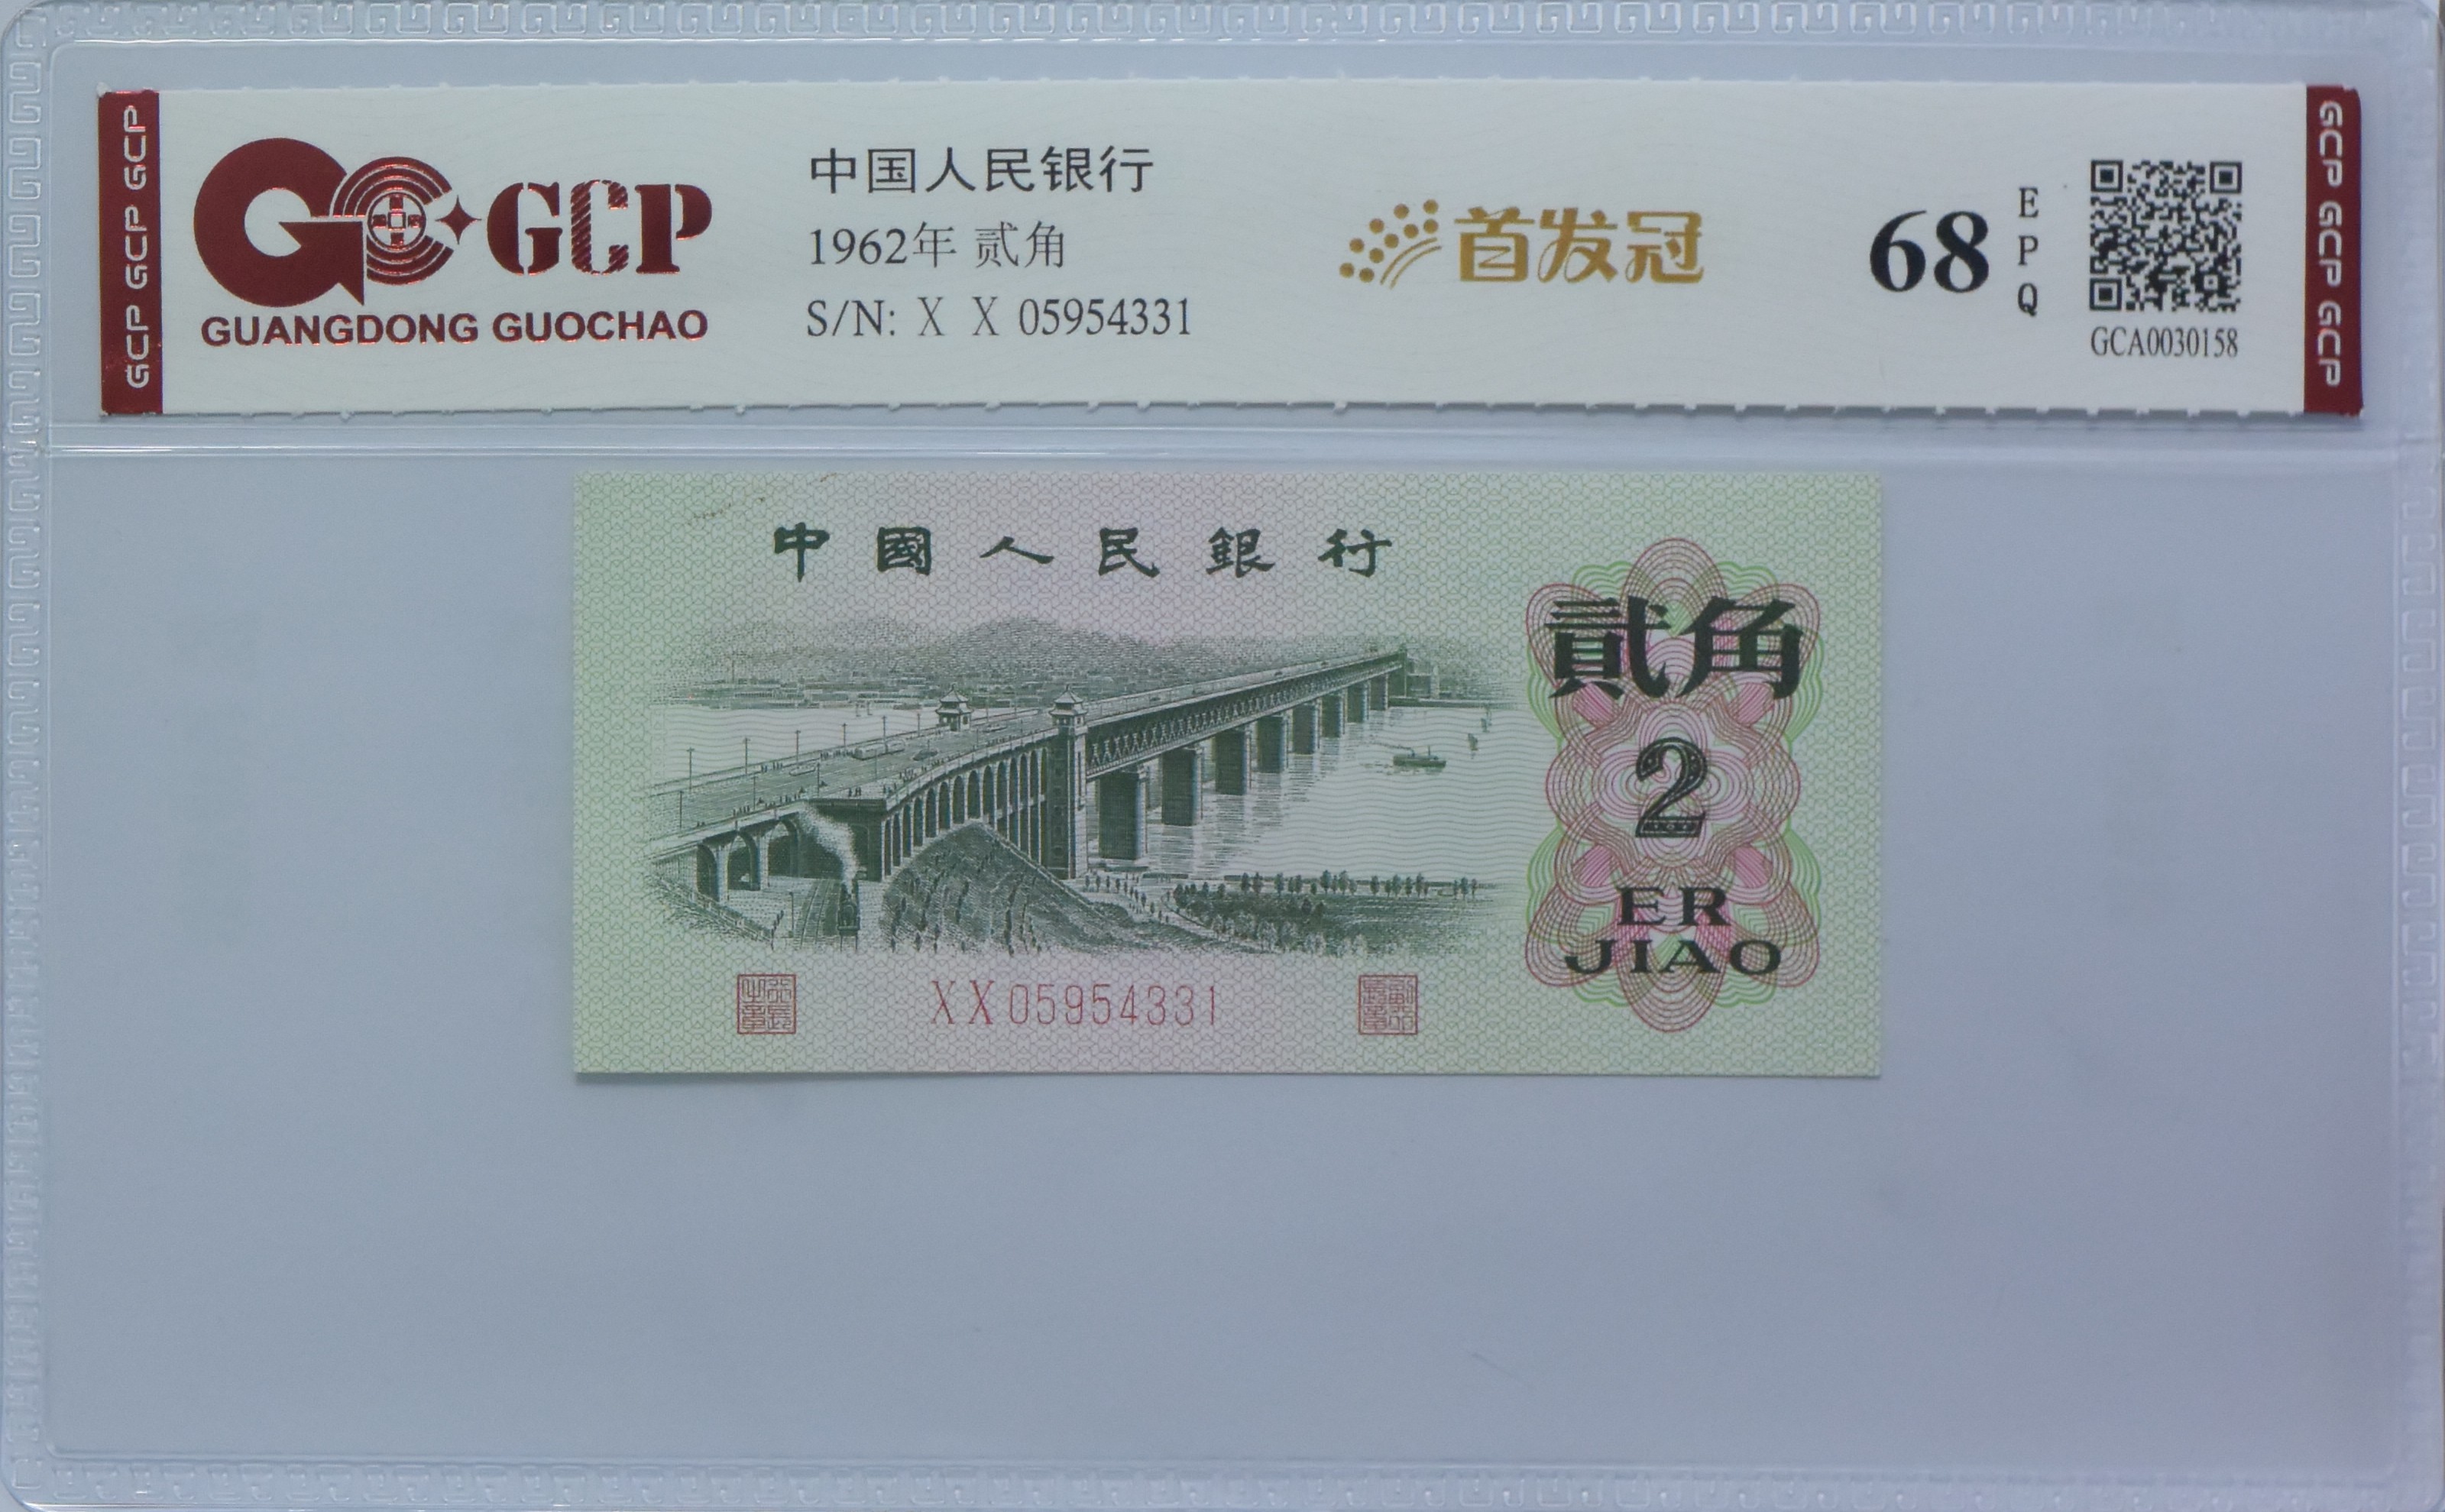 GCP GCP GCP
GCP
GUANGDONG GUOCHAO
中国人民银行
1962年 贰角
S/N: X X 05954331
首发冠
68
E
P
Q
GCA0030158
GCP GCP GCP
中國人民銀行
貳角
2
ER
JIAO
XX05954331